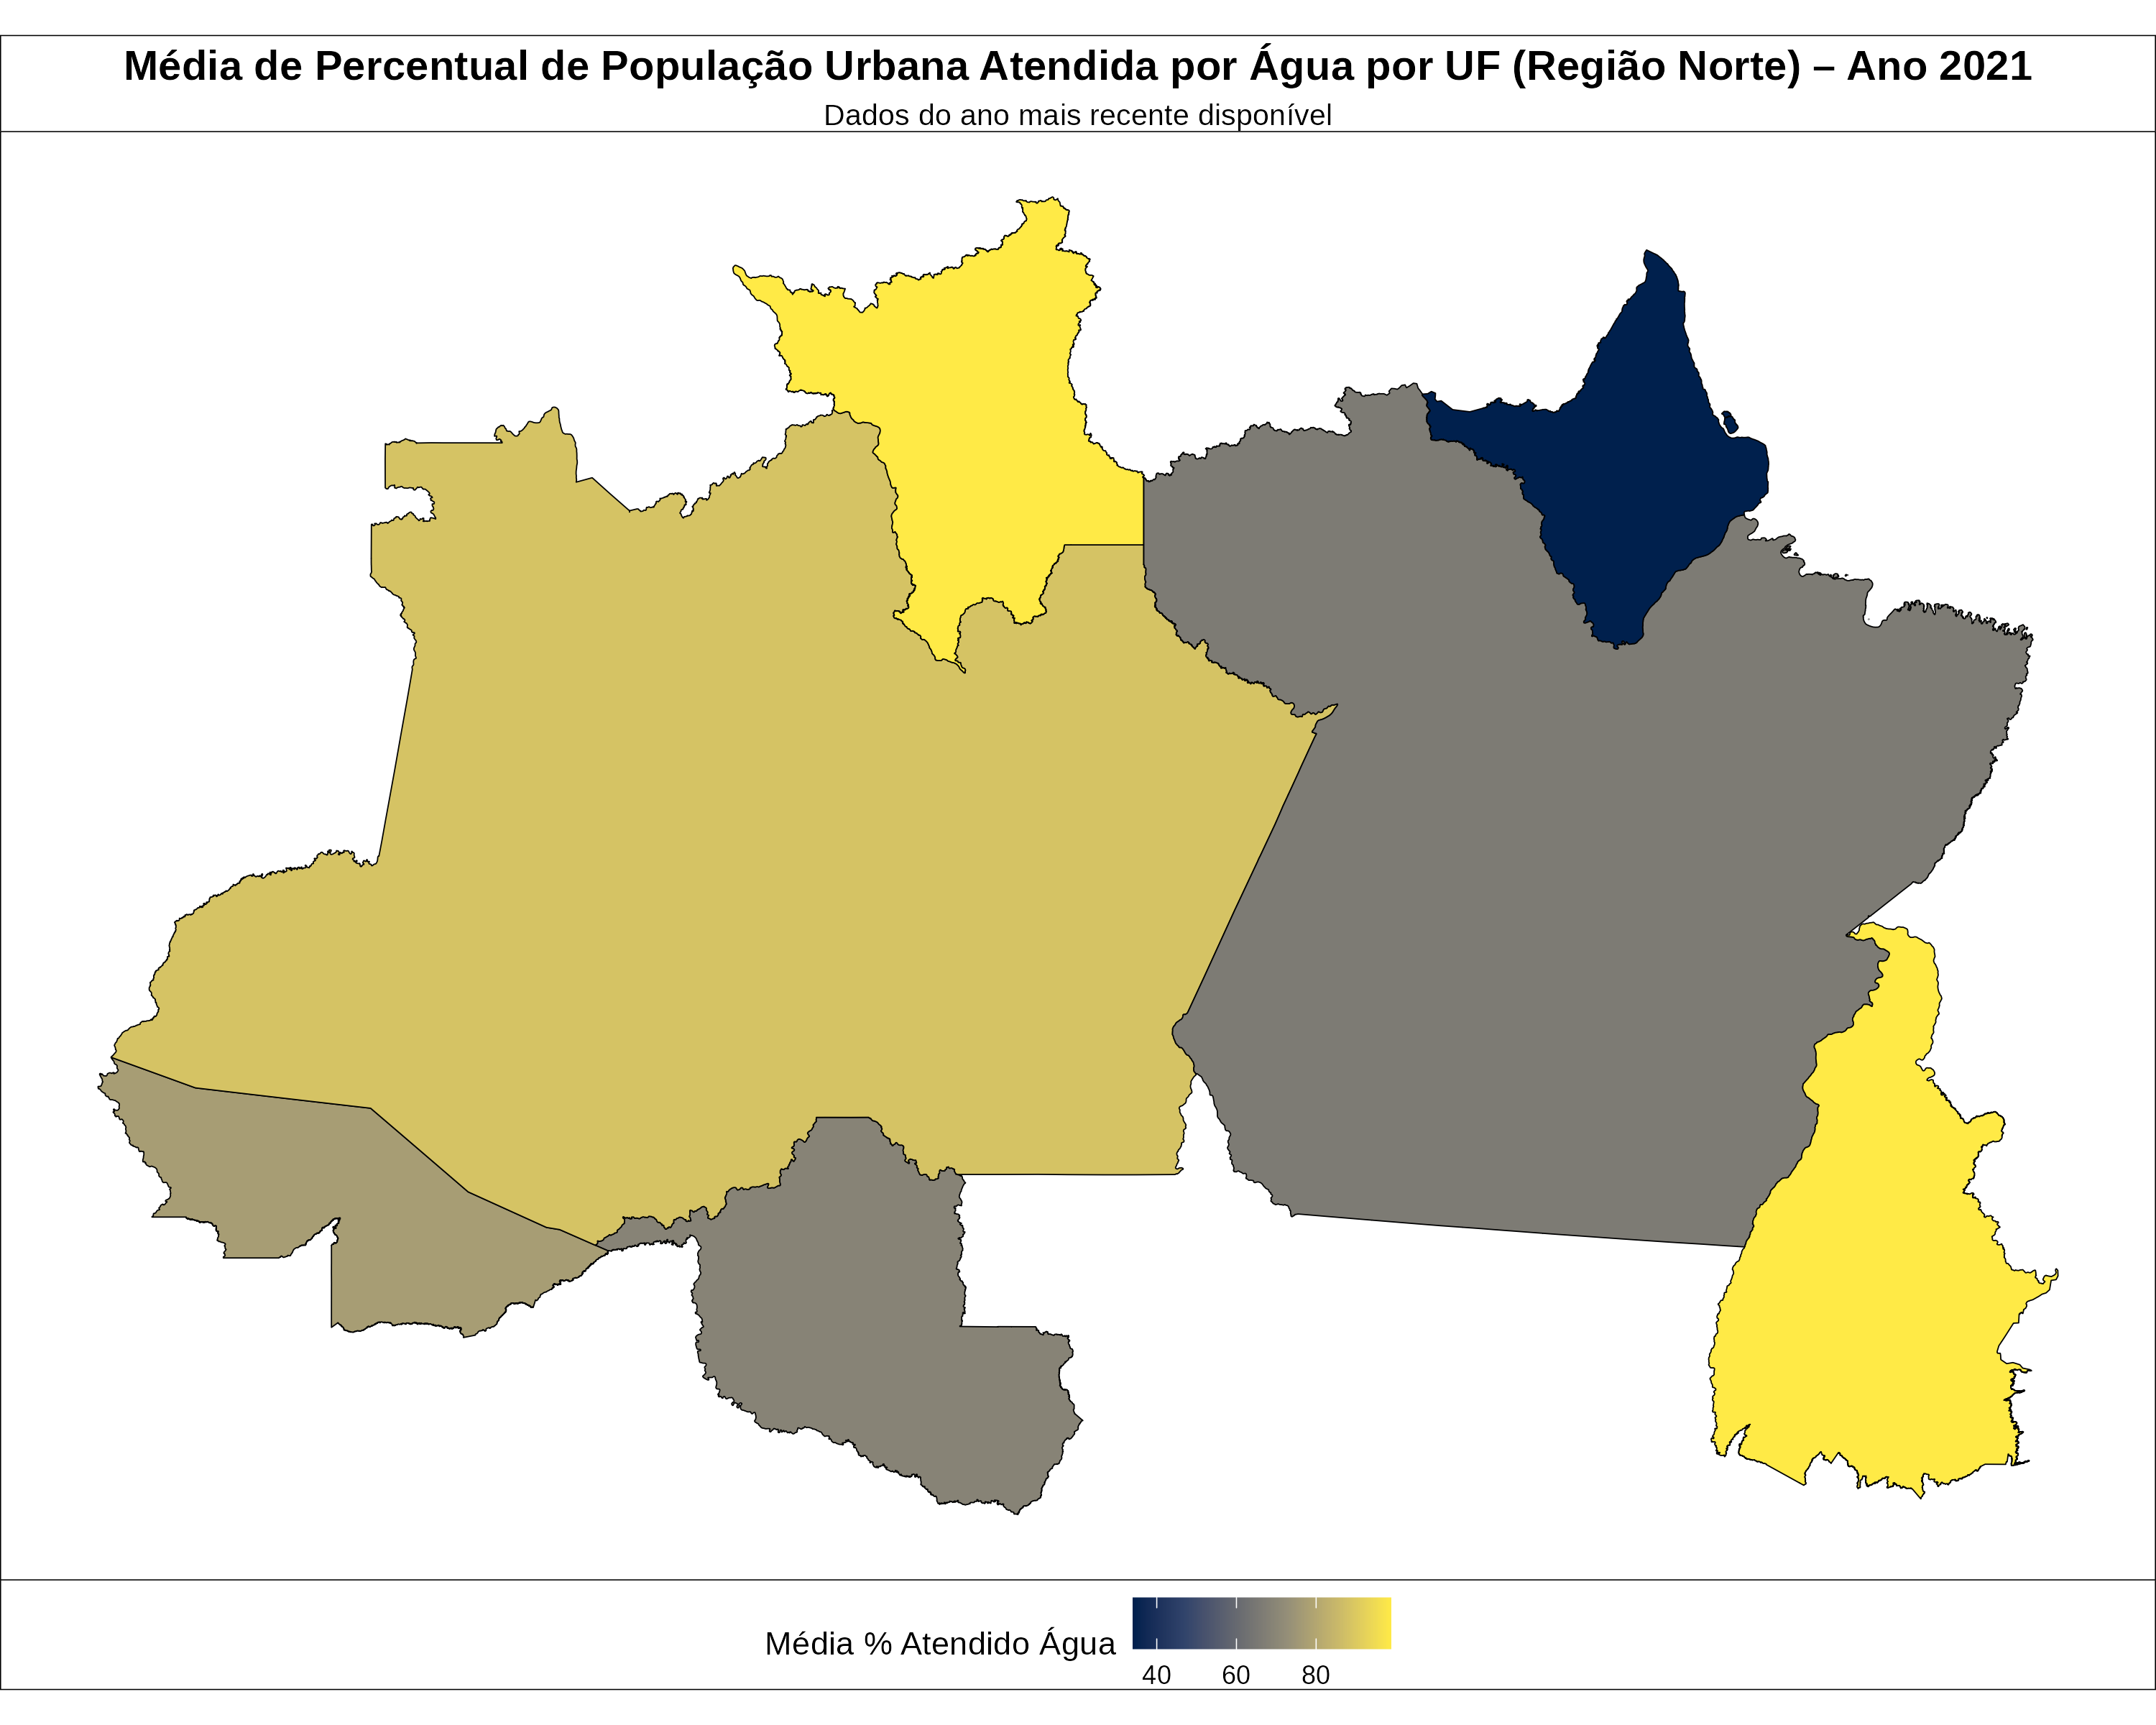 Média de Percentual de População Urbana Atendida por Água por UF (Região Norte) – Ano 2021
Dados do ano mais recente disponível
Média % Atendido Água
40 60 80